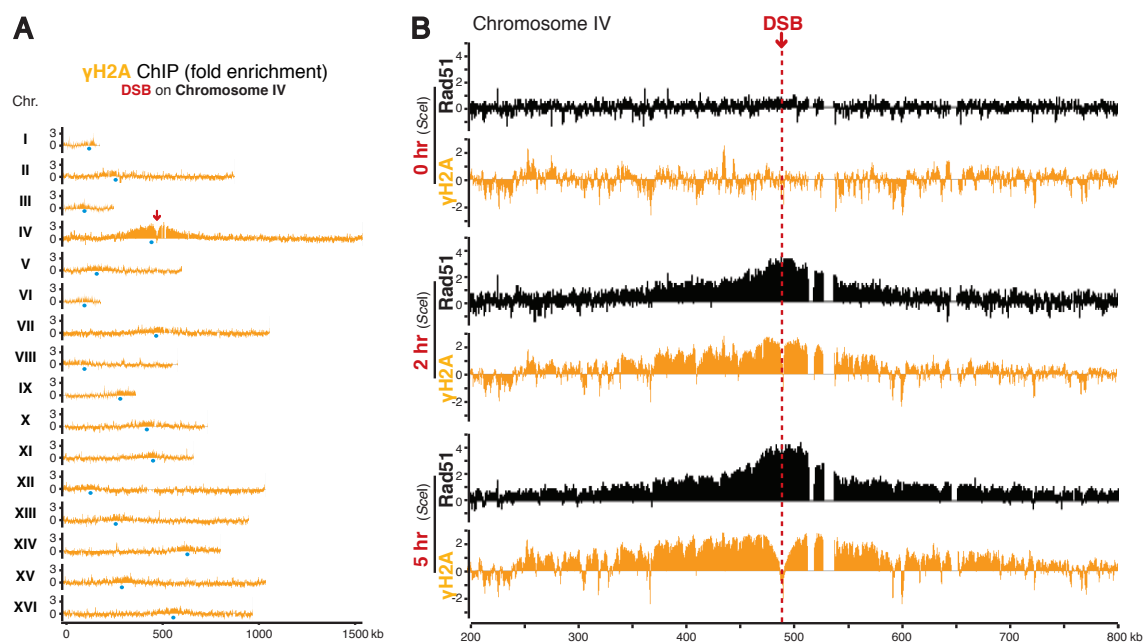 A
γH2A ChIP (fold enrichment)
DSB on Chromosome IV
Chr.
I
3
0
II
3
0
III
3
0
IV
3
0
V
3
0
VI
3
0
VII
3
0
VIII
3
0
IX
3
0
X
3
0
XI
3
0
XII
3
0
XIII
3
0
XIV
3
0
XV
3
0
XVI
3
0
0 500 1000 1500 kb
B
Chromosome IV
DSB
0 hr (SceI)
Rad51
4
2
0
γH2A
2
0
-2
2 hr (SceI)
Rad51
4
2
0
γH2A
2
0
-2
5 hr (SceI)
Rad51
4
2
0
γH2A
2
0
-2
200 300 400 500 600 700 800 kb